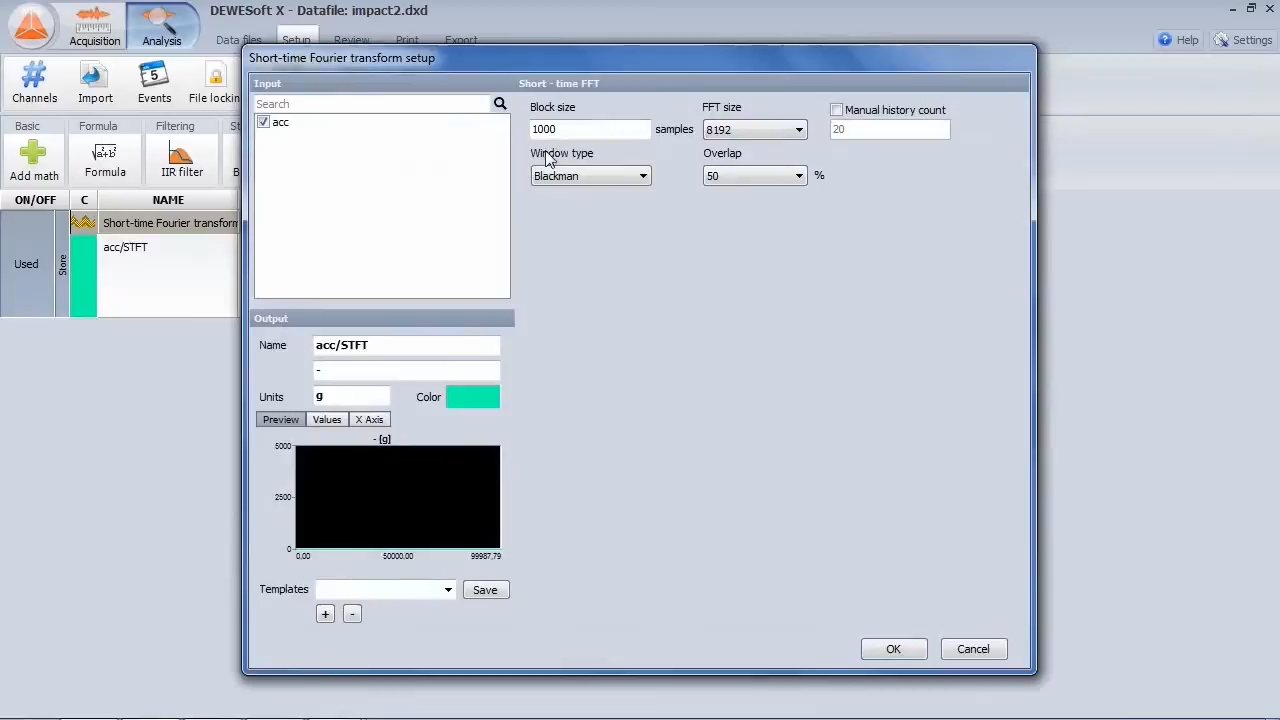 DEWESoft X - Datafile: impact2.dxd
Acquisition
Analysis
Data files
Setup
Review
Print
Export
Help
Settings
Channels
Import
5
Events
File lockin
Basic
Formula
Filtering
St
Add math
Formula
IIR filter
B
ON/OFF
C
NAME
Short-time Fourier transform
Used
Store
acc/STFT
Short-time Fourier transform setup
Input
Search
acc
Output
Name
acc/STFT
-
Units
g
Color
Preview
Values
X Axis
- [g]
5000
2500
0
0,00
50000,00
99987,79
Templates
Save
+
-
Short - time FFT
Block size
1000
samples
FFT size
8192
Manual history count
20
Window type
Blackman
Overlap
50
%
OK
Cancel